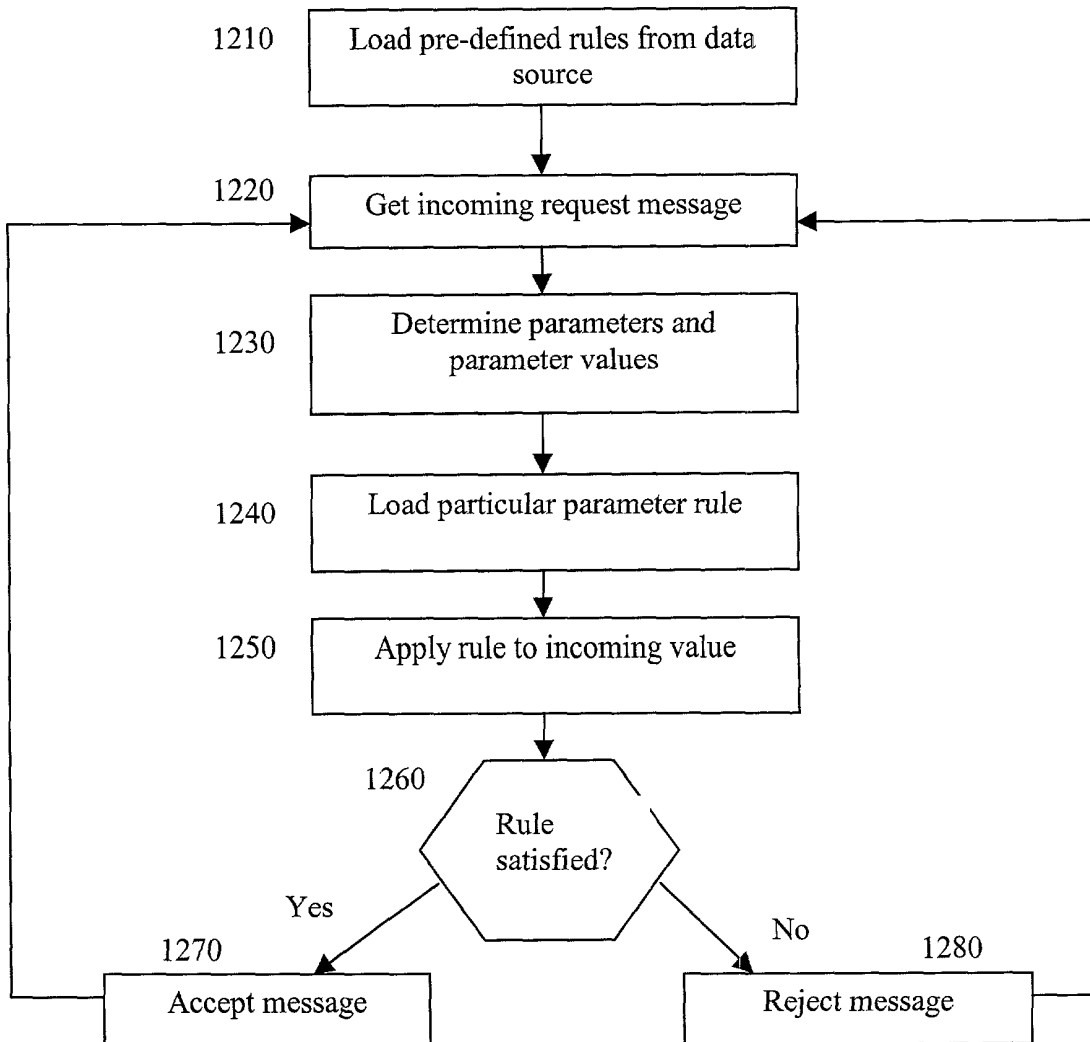 1210
Load pre-defined rules from data
source
1220
Get incoming request message
1230
Determine parameters and
parameter values
1240
Load particular parameter rule
1250
Apply rule to incoming value
1260
Rule
satisfied?
Yes
No
1270
Accept message
1280
Reject message